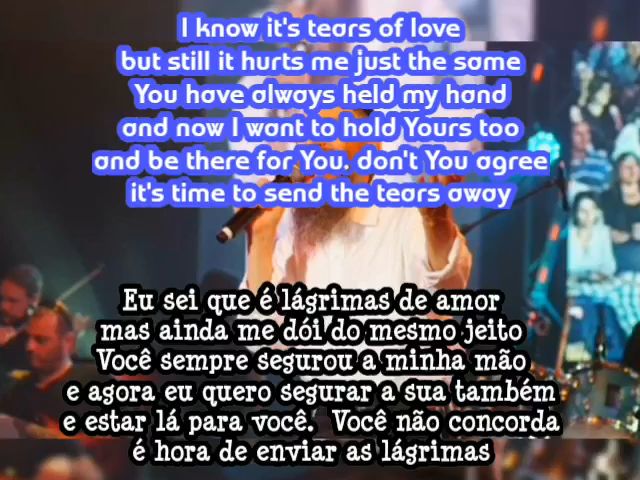 I know it's tears of love
but still it hurts me just the same
You have always held my hand
and now I want to hold Yours too
and be there for You. don't You agree
it's time to send the tears away
Eu sei que é lágrimas de amor
mas ainda me dói do mesmo jeito
Você sempre segurou a minha mão
e agora eu quero segurar a sua também
e estar lá para você. Você não concorda
é hora de enviar as lágrimas